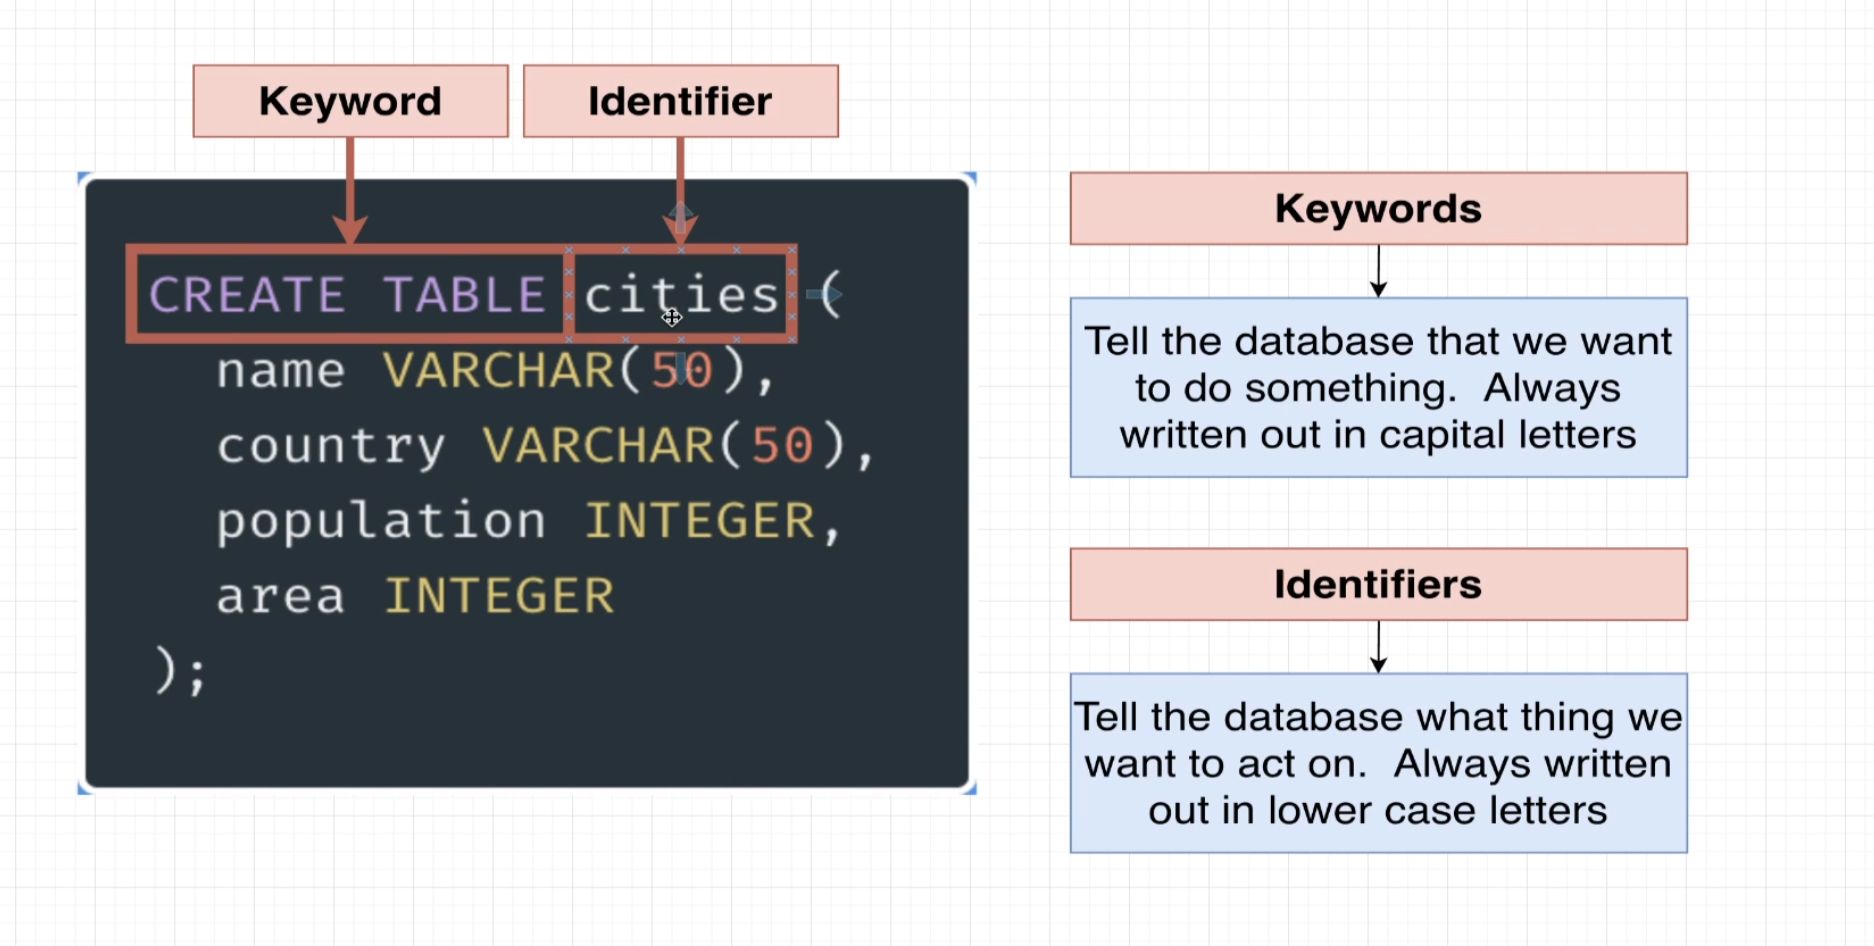 Keyword
Identifier
CREATE TABLE cities (
name VARCHAR(50),
country VARCHAR(50),
population INTEGER,
area INTEGER
);
Keywords
Tell the database that we want
to do something. Always
written out in capital letters
Identifiers
Tell the database what thing we
want to act on. Always written
out in lower case letters